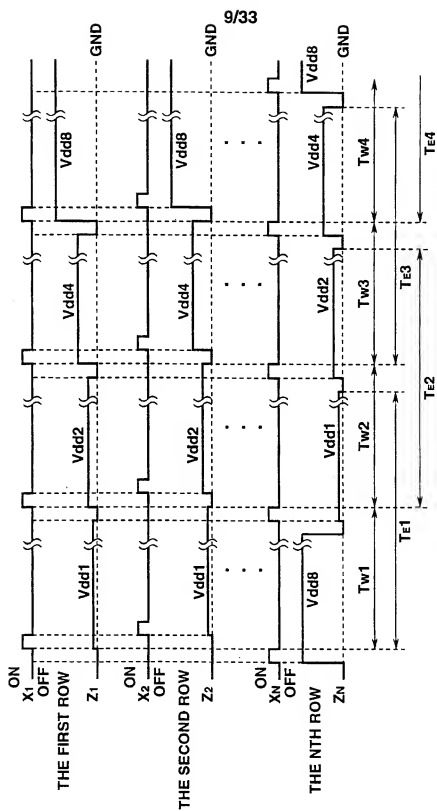 9/33
ON
X1
OFF
THE FIRST ROW
Z1
Vdd1
Vdd2
Vdd4
Vdd8
GND
ON
X2
OFF
THE SECOND ROW
Z2
Vdd1
Vdd2
Vdd4
Vdd8
GND
. . .
. . .
. . .
. . .
ON
XN
OFF
THE NTH ROW
ZN
Vdd8
Vdd1
Vdd2
Vdd4
Vdd8
GND
TW1
TW2
TW3
TW4
TE1
TE2
TE3
TE4